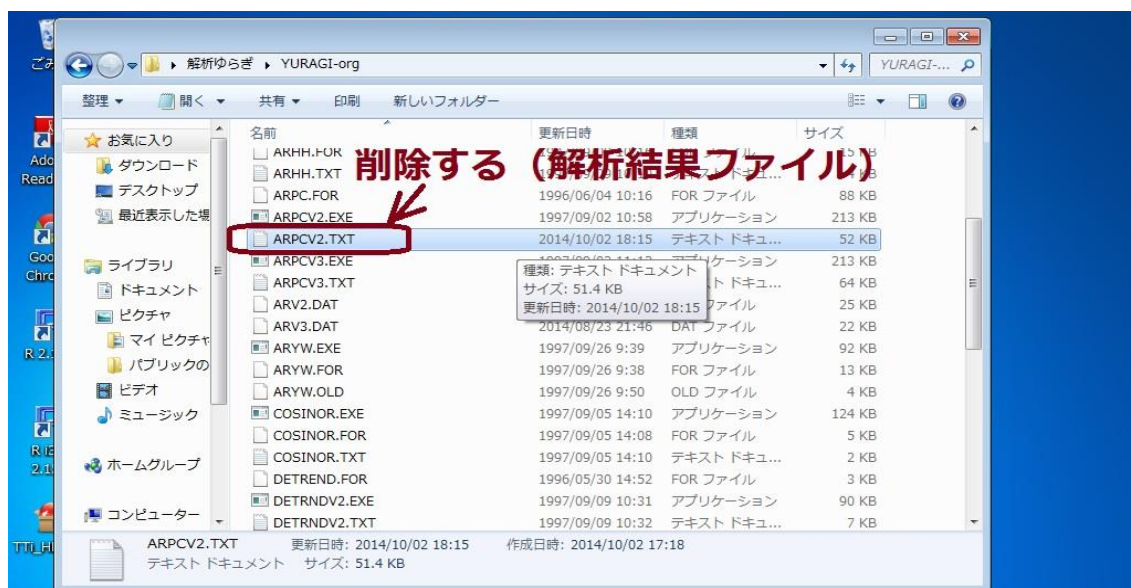 解析ゆらぎ ▸ YURAGI-org
YURAGI-...
整理 開く 共有 印刷 新しいフォルダー
名前 更新日時 種類 サイズ
削除する（解析結果ファイル）
ARHH.FOR
ARHH.TXT
ARPC.FOR 1996/06/04 10:16 FOR ファイル 88 KB
ARPCV2.EXE 1997/09/02 10:58 アプリケーション 213 KB
ARPCV2.TXT 2014/10/02 18:15 テキスト ドキュ... 52 KB
ARPCV3.EXE アプリケーション 213 KB
ARPCV3.TXT 64 KB
ARV2.DAT 25 KB
ARV3.DAT 2014/08/23 21:46 DAT ファイル 22 KB
ARYW.EXE 1997/09/26 9:39 アプリケーション 92 KB
ARYW.FOR 1997/09/26 9:38 FOR ファイル 13 KB
ARYW.OLD 1997/09/26 9:50 OLD ファイル 4 KB
COSINOR.EXE 1997/09/05 14:10 アプリケーション 124 KB
COSINOR.FOR 1997/09/05 14:08 FOR ファイル 5 KB
COSINOR.TXT 1997/09/05 14:10 テキスト ドキュ... 2 KB
DETREND.FOR 1996/05/30 14:52 FOR ファイル 3 KB
DETRNDV2.EXE 1997/09/09 10:31 アプリケーション 90 KB
DETRNDV2.TXT 1997/09/09 10:32 テキスト ドキュ... 7 KB
種類: テキスト ドキュメント
サイズ: 51.4 KB
更新日時: 2014/10/02 18:15
お気に入り
ダウンロード
デスクトップ
最近表示した場
ライブラリ
ドキュメント
ピクチャ
マイ ピクチャ
パブリックの
ビデオ
ミュージック
ホームグループ
コンピューター
ごみ
Ado
Read
Goo
Chro
ARPCV2.TXT 更新日時: 2014/10/02 18:15 作成日時: 2014/10/02 17:18
テキスト ドキュメント サイズ: 51.4 KB